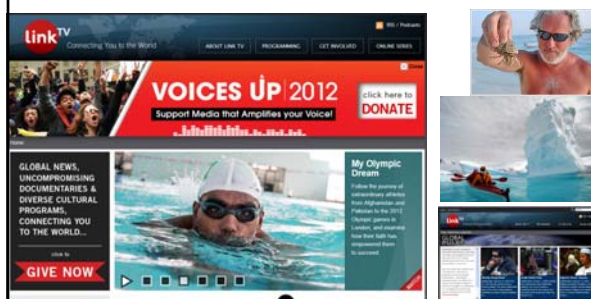 link TV
Connecting You to the World
RSS / Podcasts
ABOUT LINK TV
PROGRAMMING
GET INVOLVED
ONLINE SERIES
Close
VOICES UP 2012
Support Media that Amplifies your Voice!
click here to
DONATE
Home
GLOBAL NEWS,
UNCOMPROMISING
DOCUMENTARIES &
DIVERSE CULTURAL
PROGRAMS,
CONNECTING YOU
TO THE WORLD...
click to
GIVE NOW
My Olympic
Dream
Follow the journey of
extraordinary athletes
from Afghanistan and
Pakistan to the 2012
Olympic games in
London, and examine
how their faith has
empowered them
to succeed.
Link TV
GLOBAL